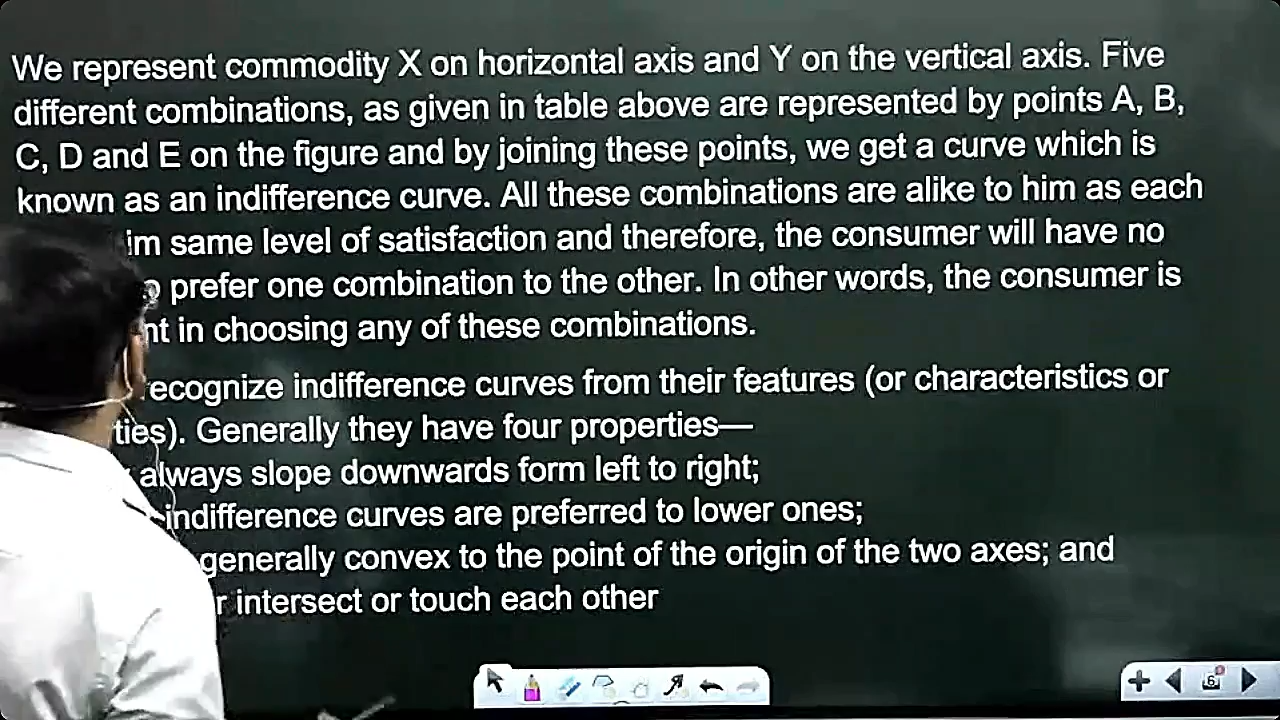 We represent commodity X on horizontal axis and Y on the vertical axis. Five
different combinations, as given in table above are represented by points A, B,
C, D and E on the figure and by joining these points, we get a curve which is
known as an indifference curve. All these combinations are alike to him as each
im same level of satisfaction and therefore, the consumer will have no
prefer one combination to the other. In other words, the consumer is
nt in choosing any of these combinations.
ecognize indifference curves from their features (or characteristics or
ties). Generally they have four properties—
always slope downwards form left to right;
indifference curves are preferred to lower ones;
generally convex to the point of the origin of the two axes; and
r intersect or touch each other
6